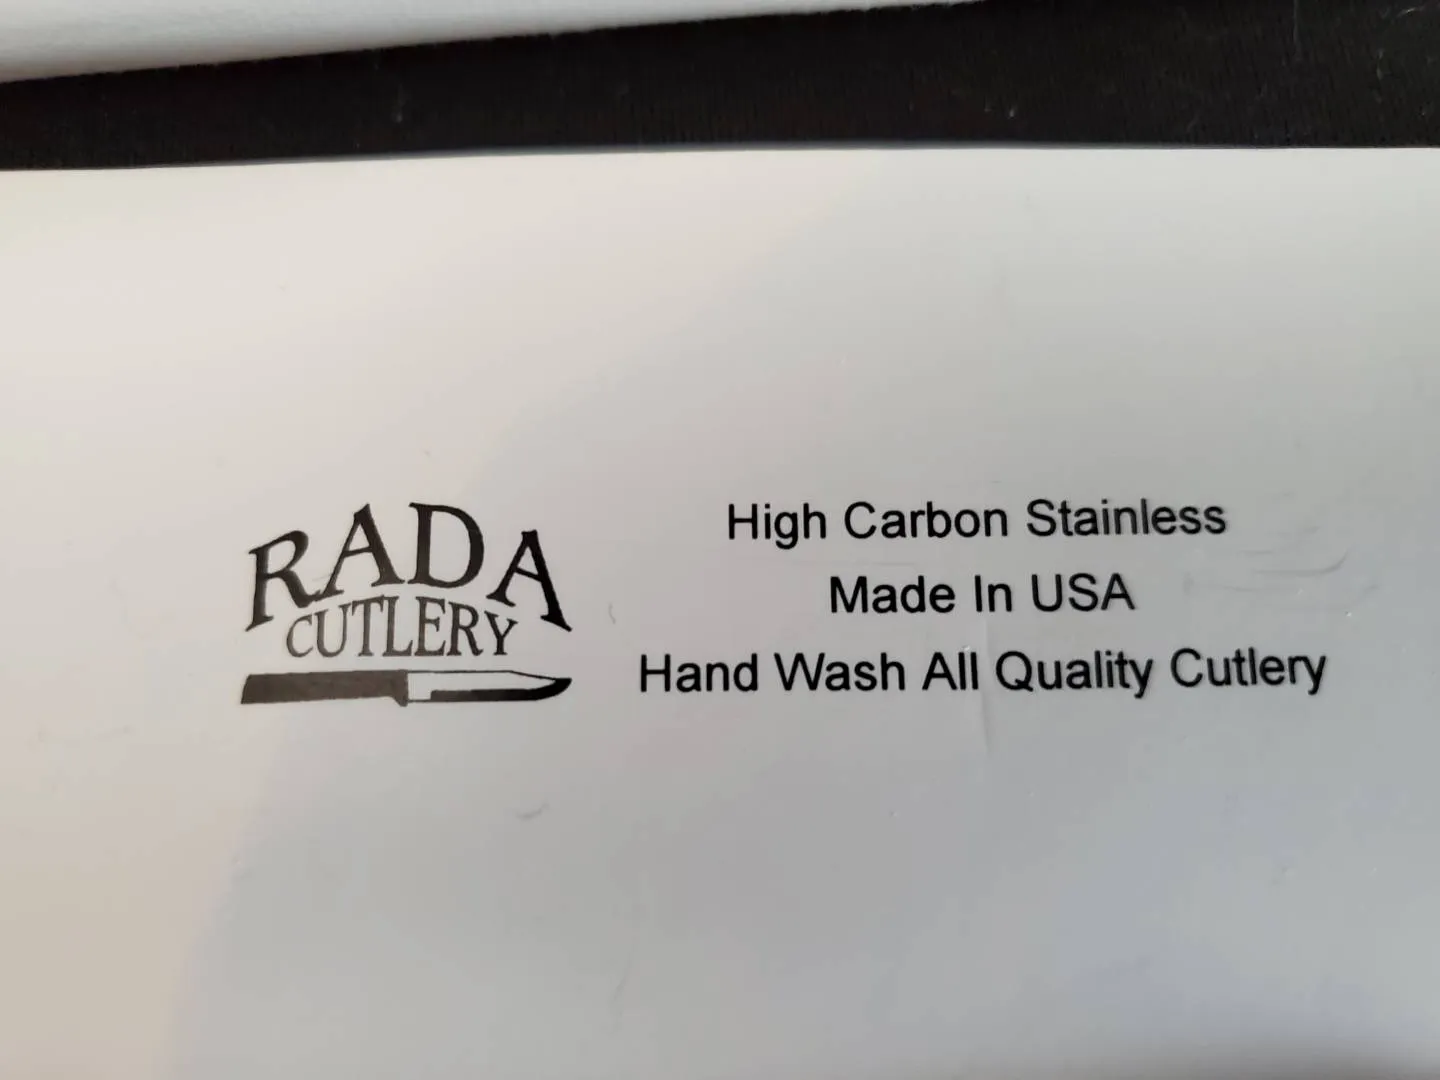 RADA
CUTLERY
High Carbon Stainless
Made In USA
Hand Wash All Quality Cutlery